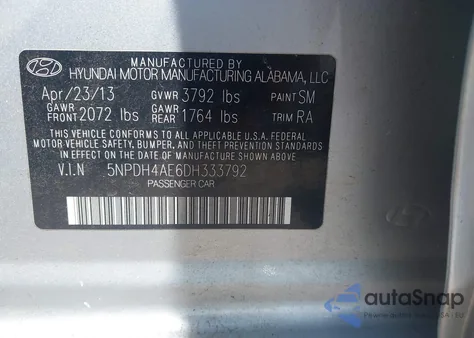 MANUFACTURED BY
HYUNDAI MOTOR MANUFACTURING ALABAMA, LLC
Apr/23/13 GVWR 3792 lbs PAINT SM
GAWR FRONT 2072 lbs GAWR REAR 1764 lbs TRIM RA
THIS VEHICLE CONFORMS TO ALL APPLICABLE U.S.A. FEDERAL
MOTOR VEHICLE SAFETY, BUMPER, AND THEFT PREVENTION STANDARDS
IN EFFECT ON THE DATE OF MANUFACTURE SHOWN ABOVE.
V.I.N 5NPDH4AE6DH333792
PASSENGER CAR
autoSnap